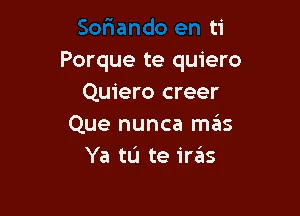 Soñando en ti
Porque te quiero
Quiero creer
Que nunca más
Ya tú te irás